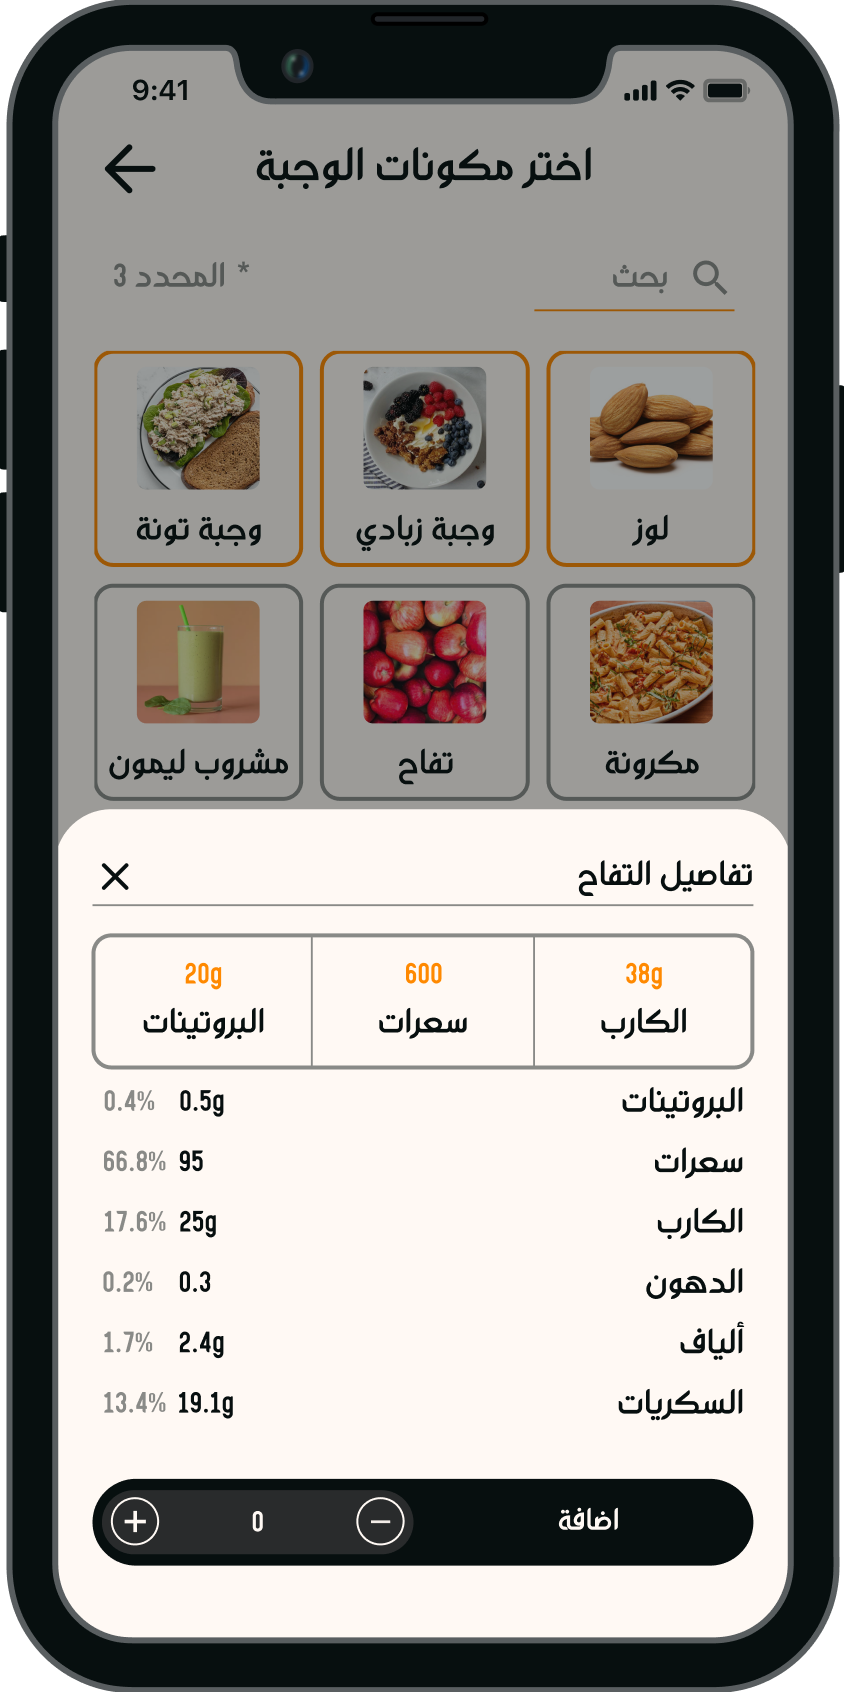 9:41
اختر مكونات الوجبة
بحث
* المحدد 3
لوز
وجبة زبادي
وجبة تونة
مكرونة
تفاح
مشروب ليمون
تفاصيل التفاح
38g
الكارب
600
سعرات
20g
البروتينات
البروتينات 0.5g 0.4%
سعرات 95 66.8%
الكارب 25g 17.6%
الدهون 0.3 0.2%
ألياف 2.4g 1.7%
السكريات 19.1g 13.4%
اضافة
− 0 +